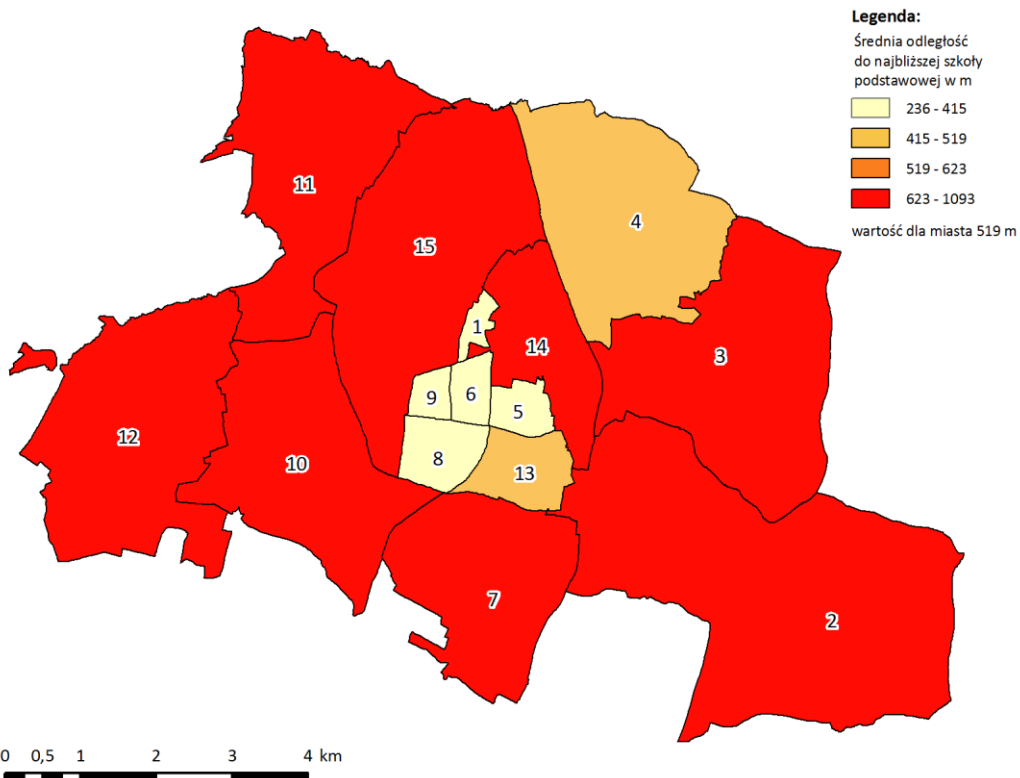 Legenda:
Średnia odległość
do najbliższej szkoły
podstawowej w m
236 - 415
415 - 519
519 - 623
623 - 1093
wartość dla miasta 519 m
11
15
4
1
14
3
9
6
5
12
10
8
13
7
2
0 0,5 1 2 3 4 km